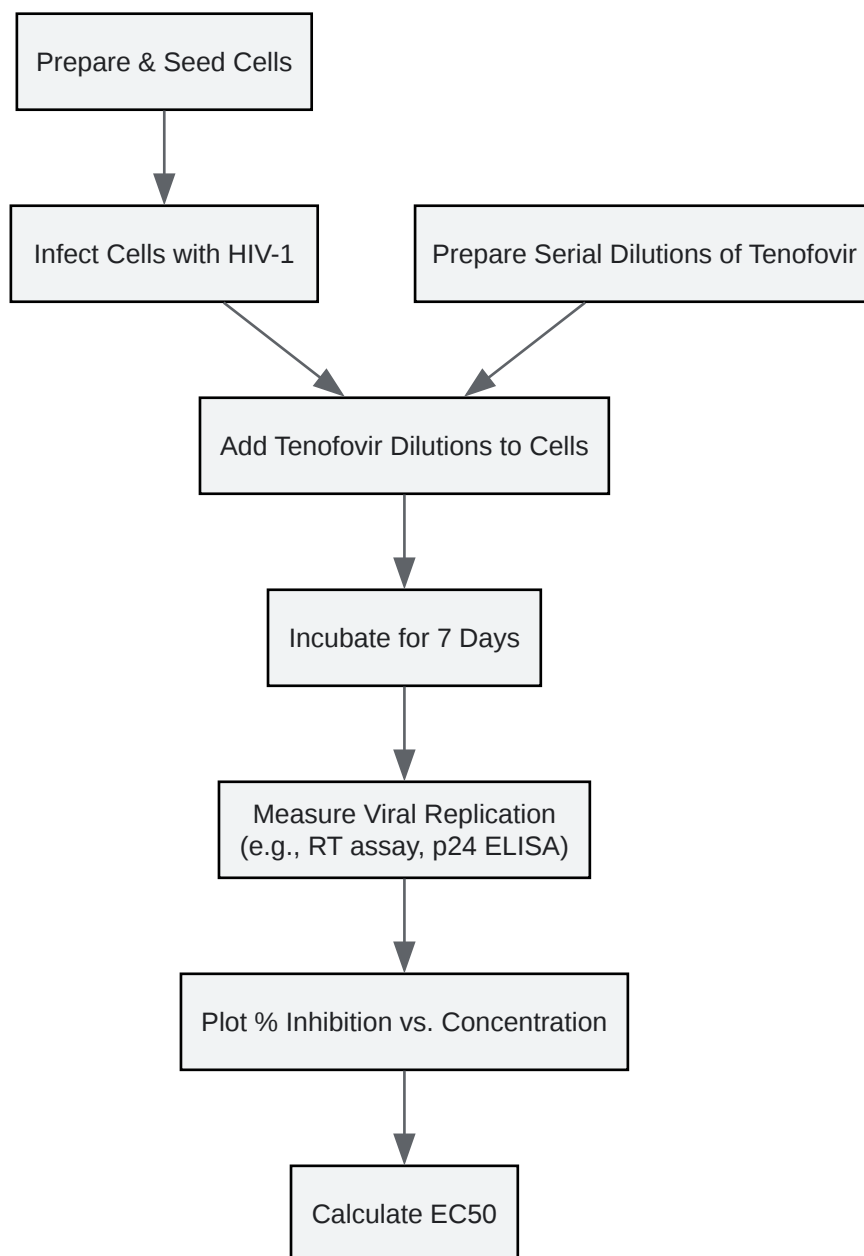 Prepare & Seed Cells
Infect Cells with HIV-1
Prepare Serial Dilutions of Tenofovir
Add Tenofovir Dilutions to Cells
Incubate for 7 Days
Measure Viral Replication
(e.g., RT assay, p24 ELISA)
Plot % Inhibition vs. Concentration
Calculate EC50